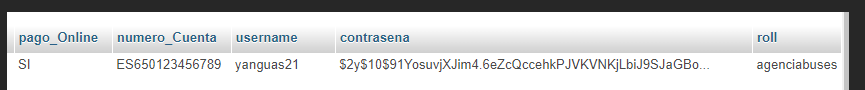 pago_Online numero_Cuenta username contrasena roll
SI ES650123456789 yanguas21 $2y$10$91YosuvjXJim4.6eZcQccehkPJVKVNKjLbiJ9SJaGBo... agenciabuses